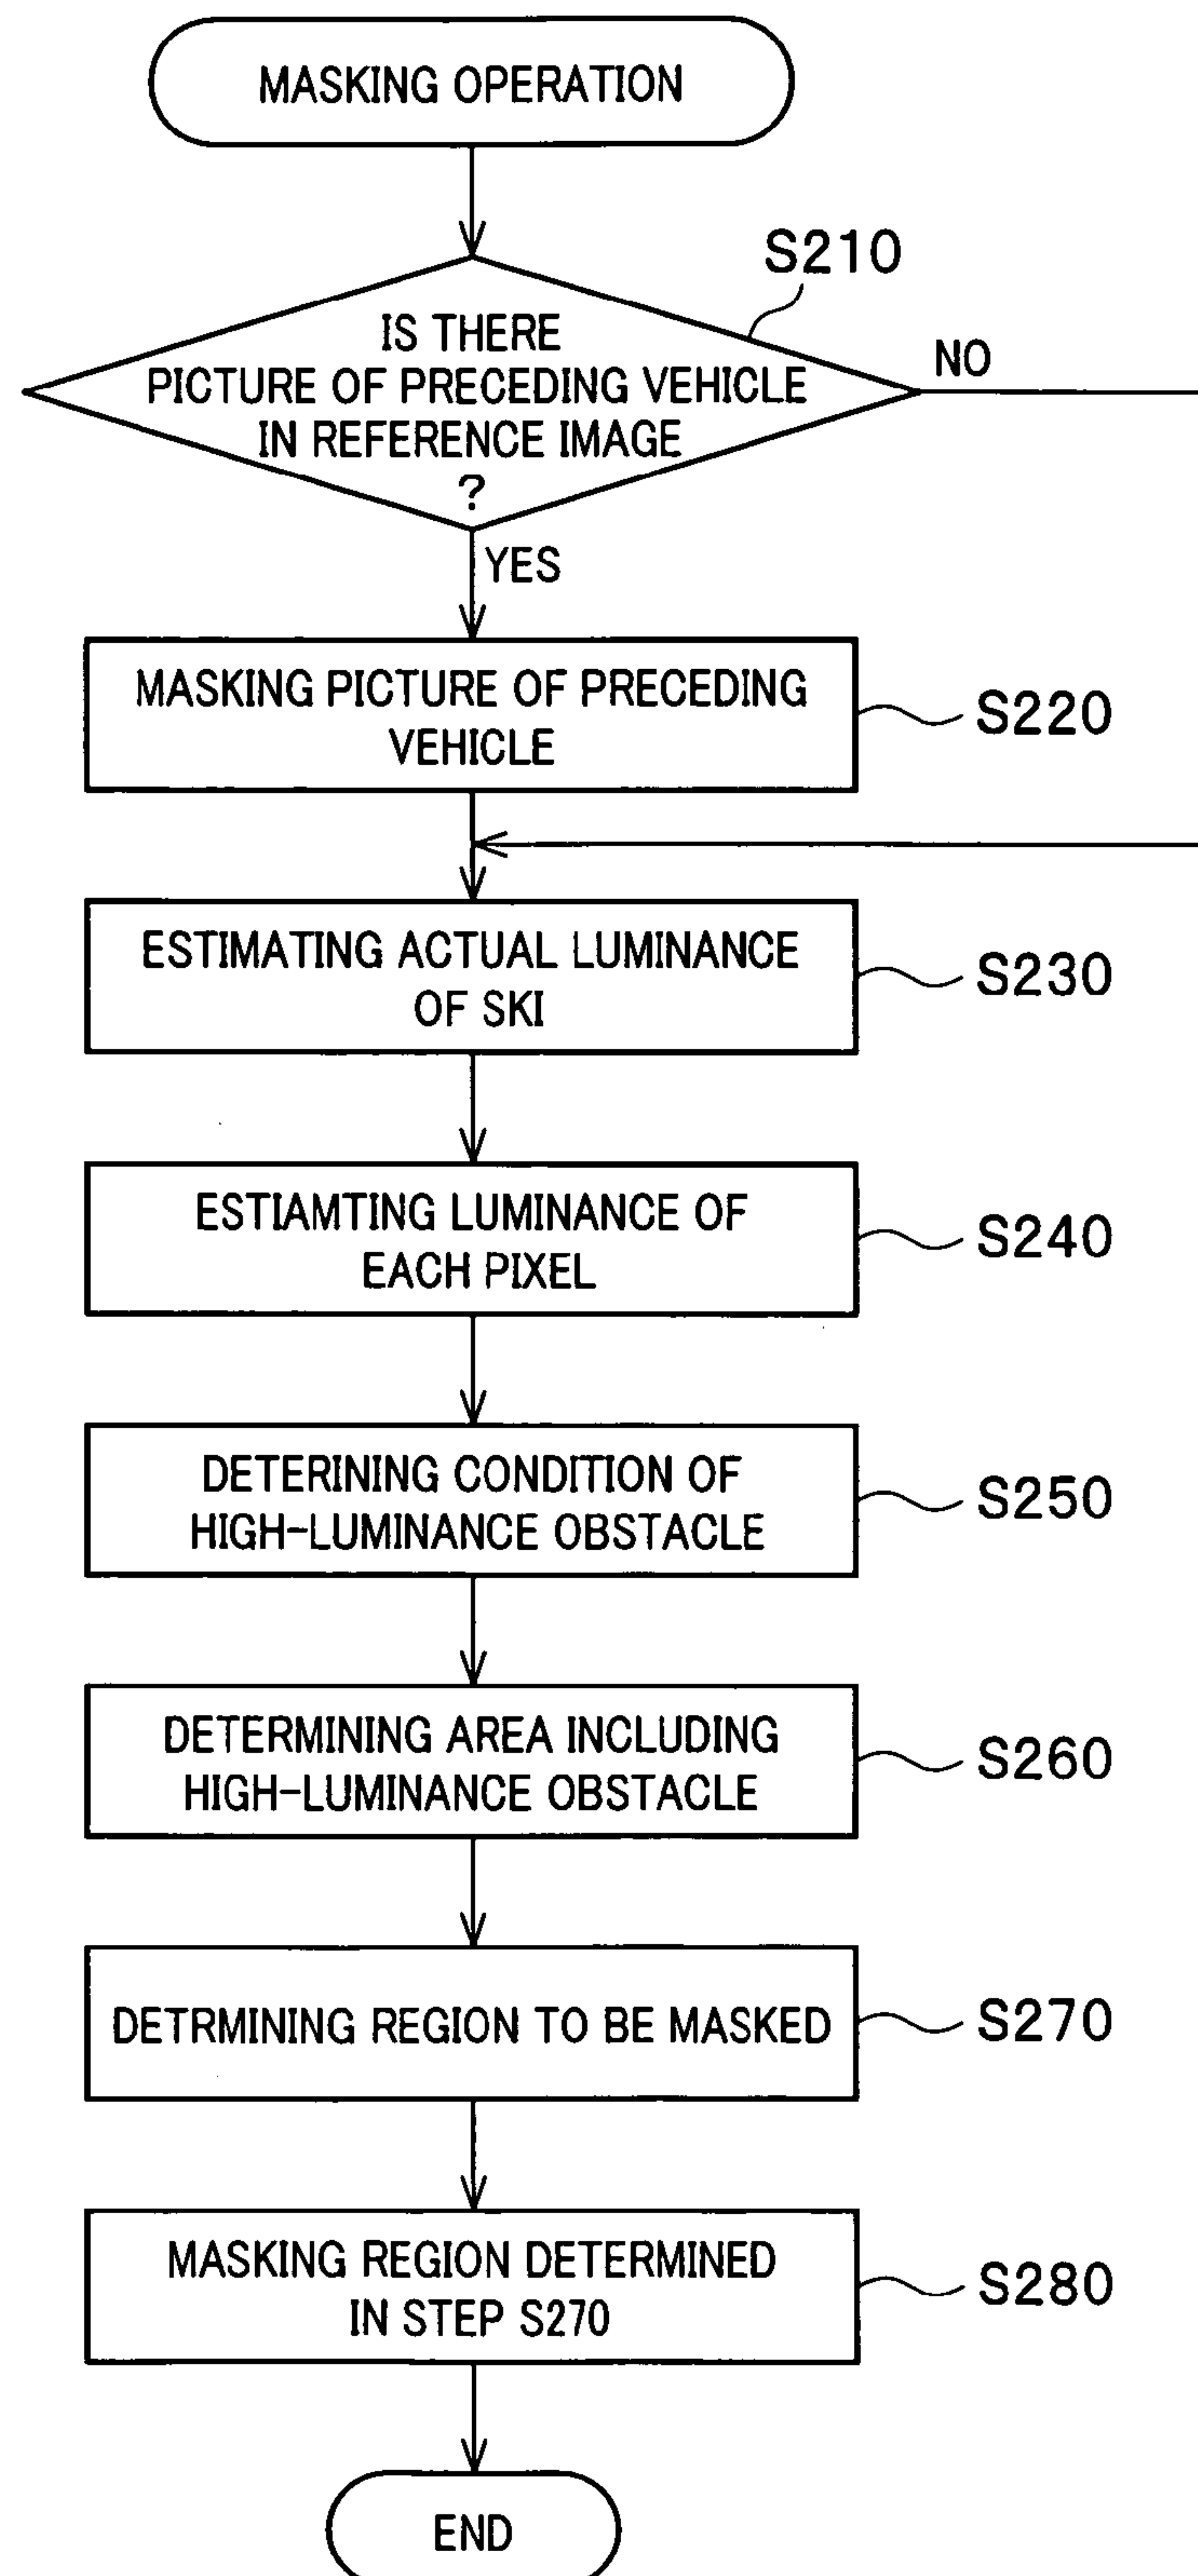 MASKING OPERATION
S210
IS THERE
PICTURE OF PRECEDING VEHICLE
IN REFERENCE IMAGE
?
NO
YES
MASKING PICTURE OF PRECEDING
VEHICLE
S220
ESTIMATING ACTUAL LUMINANCE
OF SKI
S230
ESTIAMTING LUMINANCE OF
EACH PIXEL
S240
DETERINING CONDITION OF
HIGH-LUMINANCE OBSTACLE
S250
DETERMINING AREA INCLUDING
HIGH-LUMINANCE OBSTACLE
S260
DETRMINING REGION TO BE MASKED
S270
MASKING REGION DETERMINED
IN STEP S270
S280
END